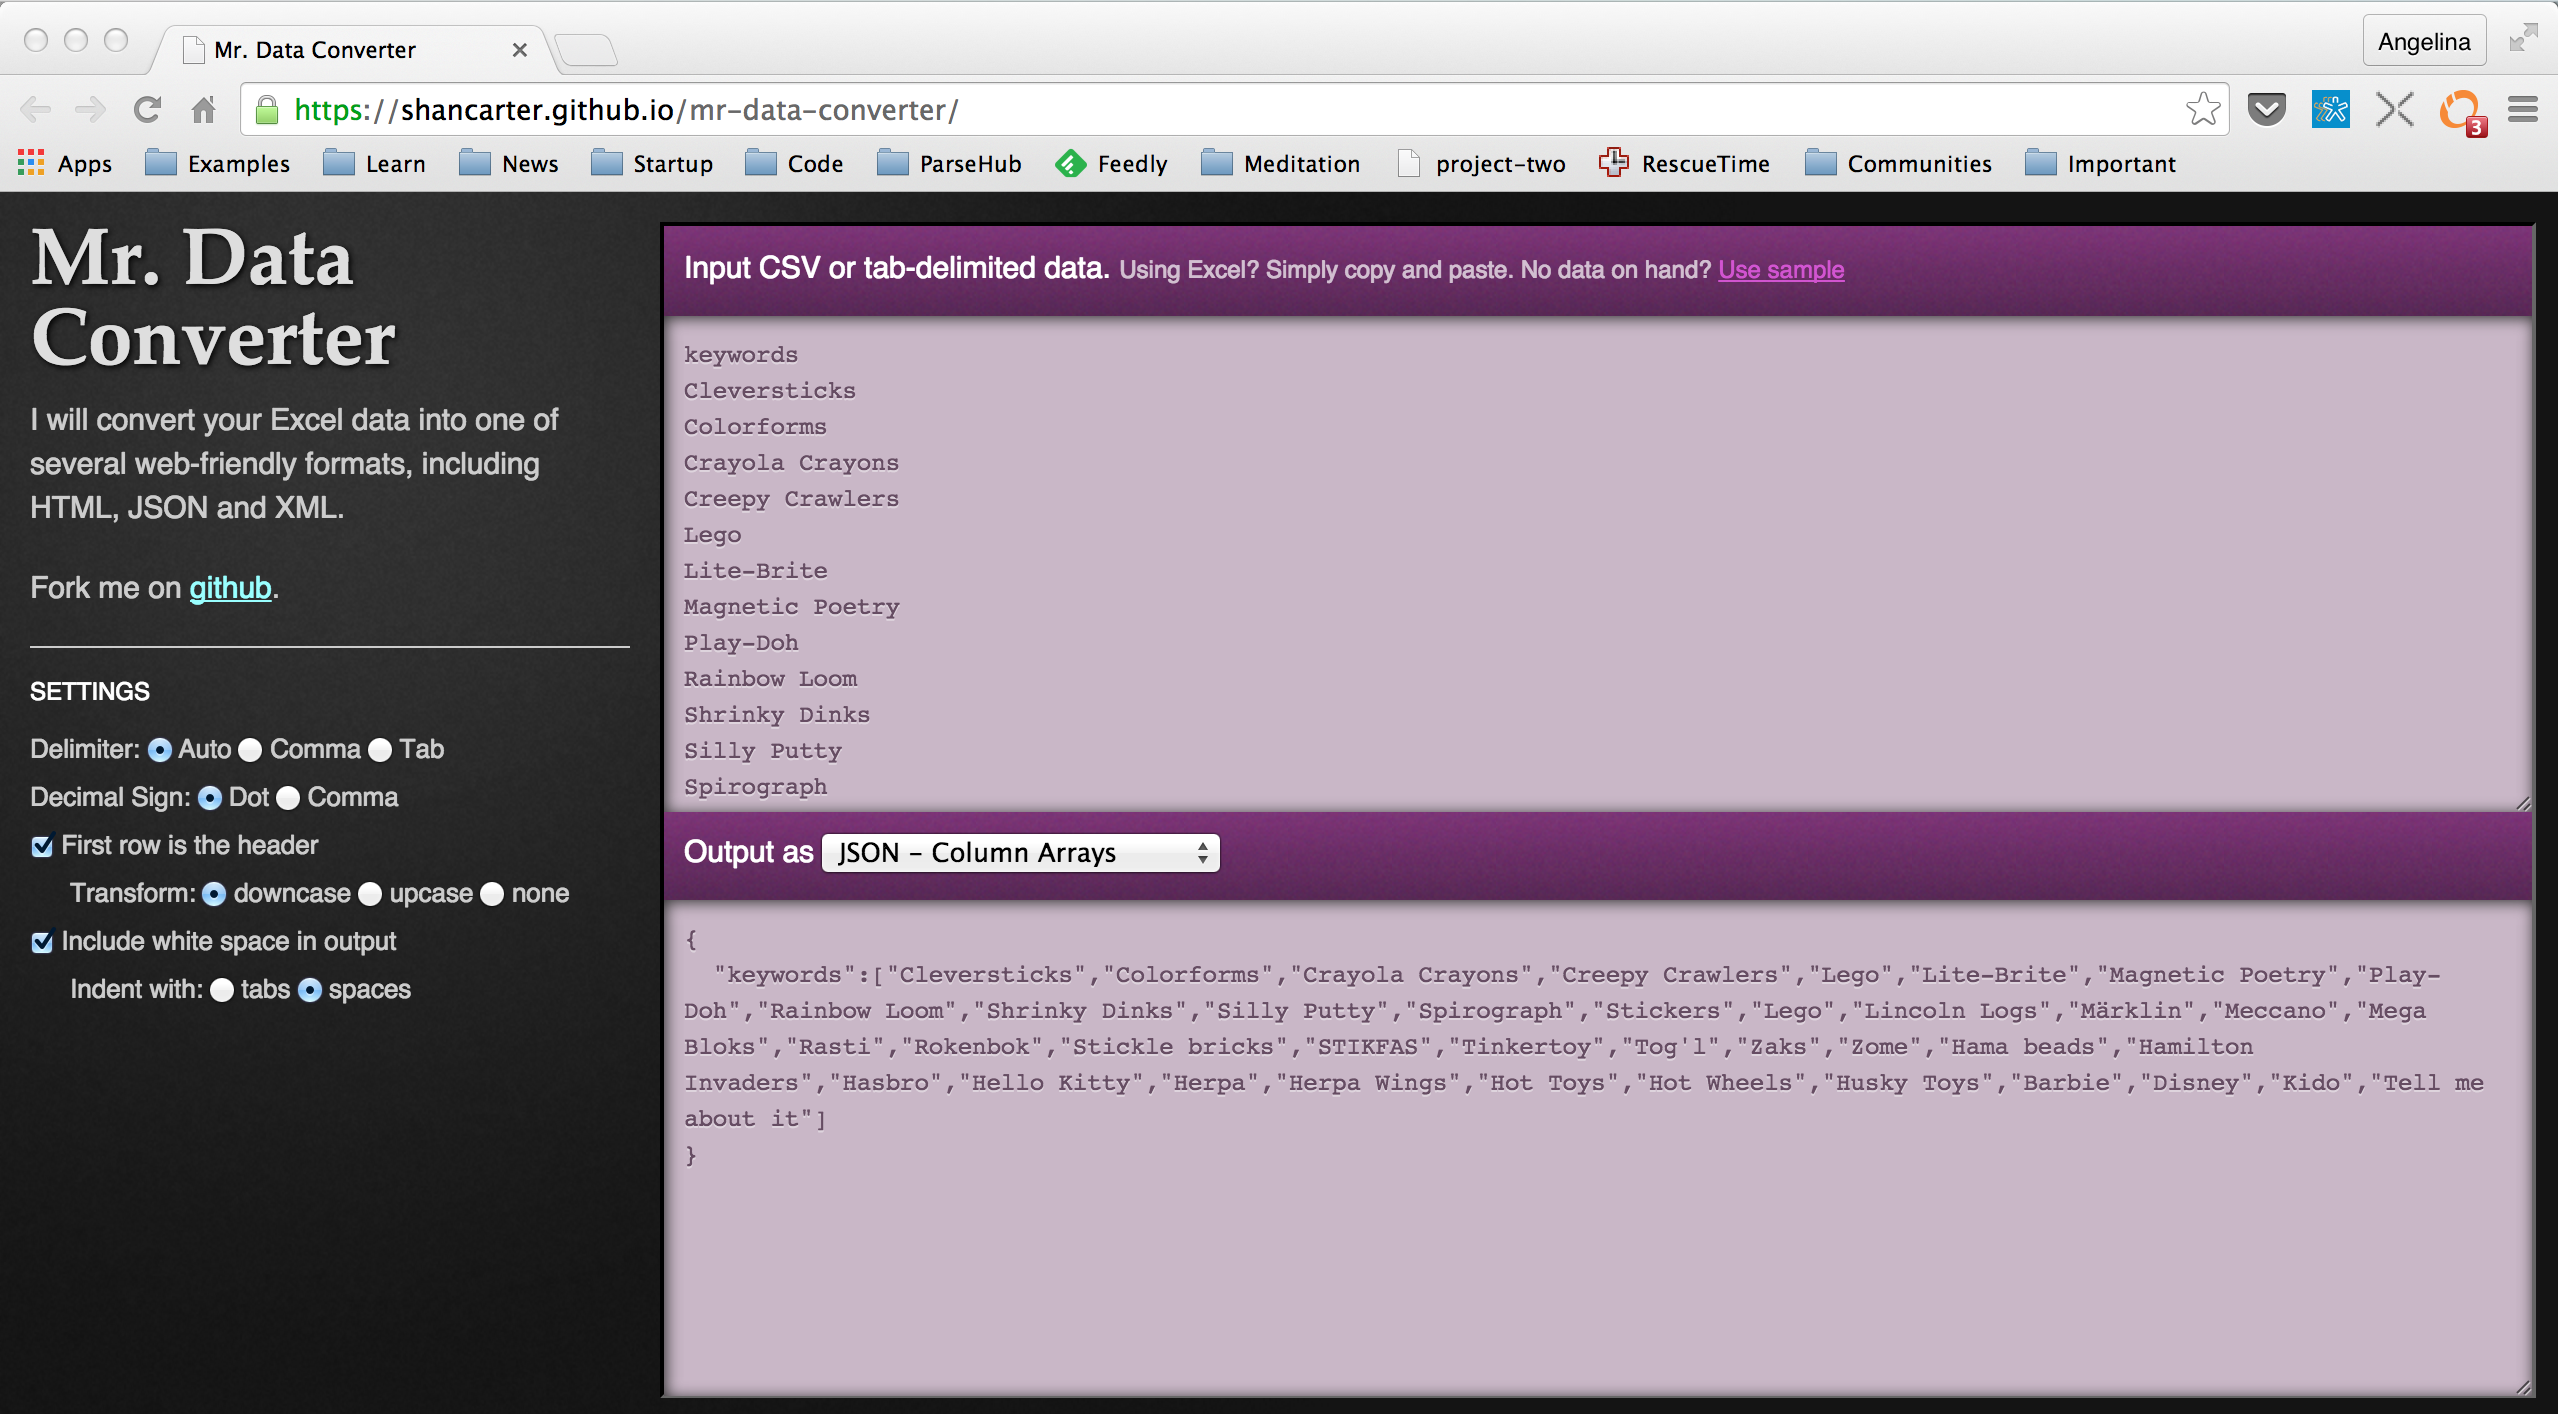 Mr. Data Converter
Angelina
https://shancarter.github.io/mr-data-converter/
3
Apps Examples Learn News Startup Code ParseHub Feedly Meditation project-two RescueTime Communities Important
Mr. Data
Converter
I will convert your Excel data into one of
several web-friendly formats, including
HTML, JSON and XML.
Fork me on github.
SETTINGS
Delimiter: Auto Comma Tab
Decimal Sign: Dot Comma
First row is the header
Transform: downcase upcase none
Include white space in output
Indent with: tabs spaces
Input CSV or tab-delimited data. Using Excel? Simply copy and paste. No data on hand? Use sample
keywords
Cleversticks
Colorforms
Crayola Crayons
Creepy Crawlers
Lego
Lite-Brite
Magnetic Poetry
Play-Doh
Rainbow Loom
Shrinky Dinks
Silly Putty
Spirograph
Output as JSON - Column Arrays
{
"keywords":["Cleversticks","Colorforms","Crayola Crayons","Creepy Crawlers","Lego","Lite-Brite","Magnetic Poetry","Play-
Doh","Rainbow Loom","Shrinky Dinks","Silly Putty","Spirograph","Stickers","Lego","Lincoln Logs","Märklin","Meccano","Mega
Bloks","Rasti","Rokenbok","Stickle bricks","STIKFAS","Tinkertoy","Tog'l","Zaks","Zome","Hama beads","Hamilton
Invaders","Hasbro","Hello Kitty","Herpa","Herpa Wings","Hot Toys","Hot Wheels","Husky Toys","Barbie","Disney","Kido","Tell me
about it"]
}